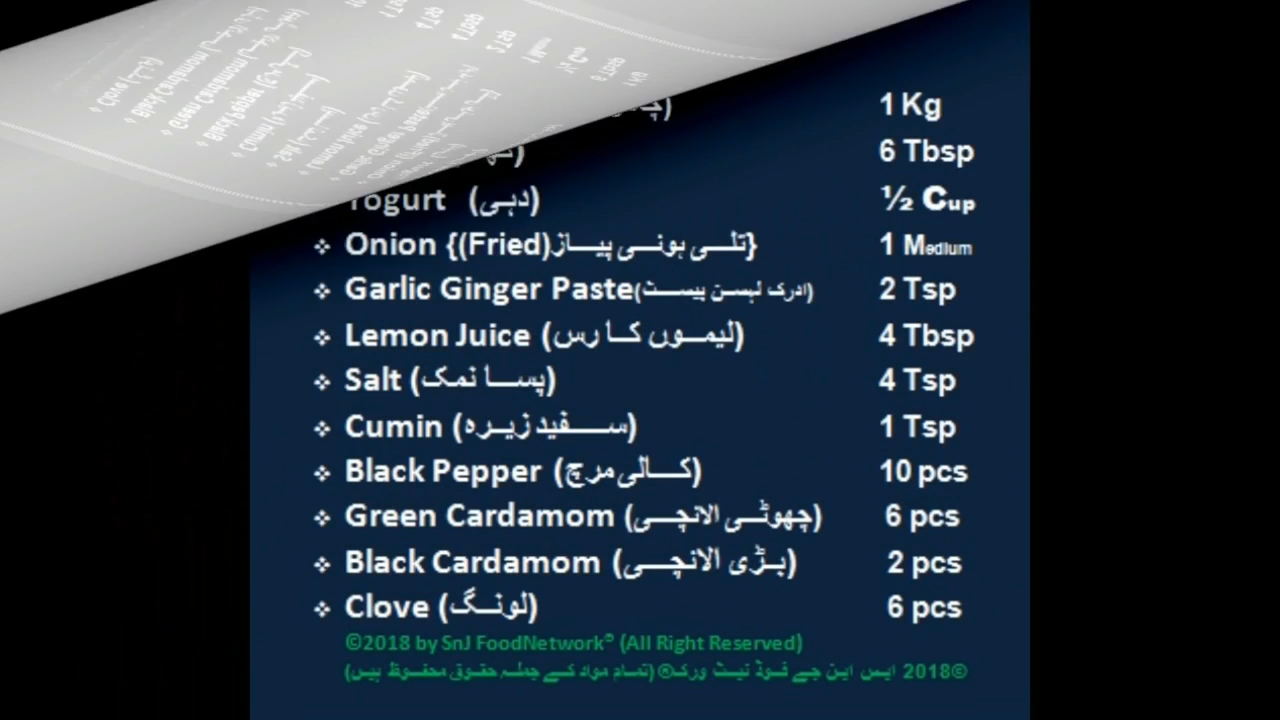 1 Kg
6 Tbsp
Yogurt (دہی) ½ Cup
❖ Onion {(Fried)تلی ہوئی پیاز} 1 Medium
❖ Garlic Ginger Paste(ادرک لہسن پیسٹ) 2 Tsp
❖ Lemon Juice (لیموں کا رس) 4 Tbsp
❖ Salt (پسا نمک) 4 Tsp
❖ Cumin (سفید زیرہ) 1 Tsp
❖ Black Pepper (کالی مرچ) 10 pcs
❖ Green Cardamom (چھوٹی الانچی) 6 pcs
❖ Black Cardamom (بڑی الانچی) 2 pcs
❖ Clove (لونگ) 6 pcs
©2018 by SnJ FoodNetwork® (All Right Reserved)
©2018 ایس این جے فوڈ نیٹ ورک® (تمام مواد کے جملہ حقوق محفوظ ہیں)